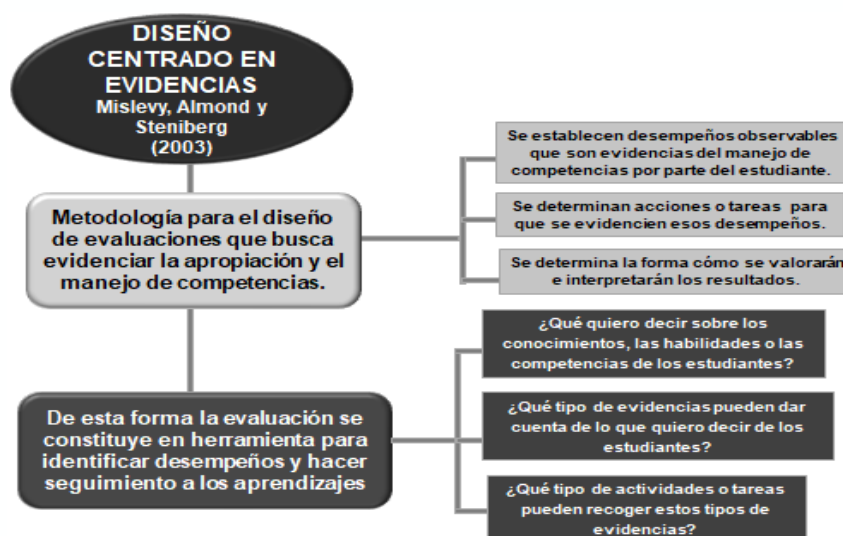 DISEÑO
CENTRADO EN
EVIDENCIAS
Mislevy, Almond y
Steniberg
(2003)
Metodología para el diseño
de evaluaciones que busca
evidenciar la apropiación y el
manejo de competencias.
Se establecen desempeños observables
que son evidencias del manejo de
competencias por parte del estudiante.
Se determinan acciones o tareas para
que se evidencien esos desempeños.
Se determina la forma cómo se valorarán
e interpretarán los resultados.
De esta forma la evaluación se
constituye en herramienta para
identificar desempeños y hacer
seguimiento a los aprendizajes
¿Qué quiero decir sobre los
conocimientos, las habilidades o las
competencias de los estudiantes?
¿Qué tipo de evidencias pueden dar
cuenta de lo que quiero decir de los
estudiantes?
¿Qué tipo de actividades o tareas
pueden recoger estos tipos de
evidencias?